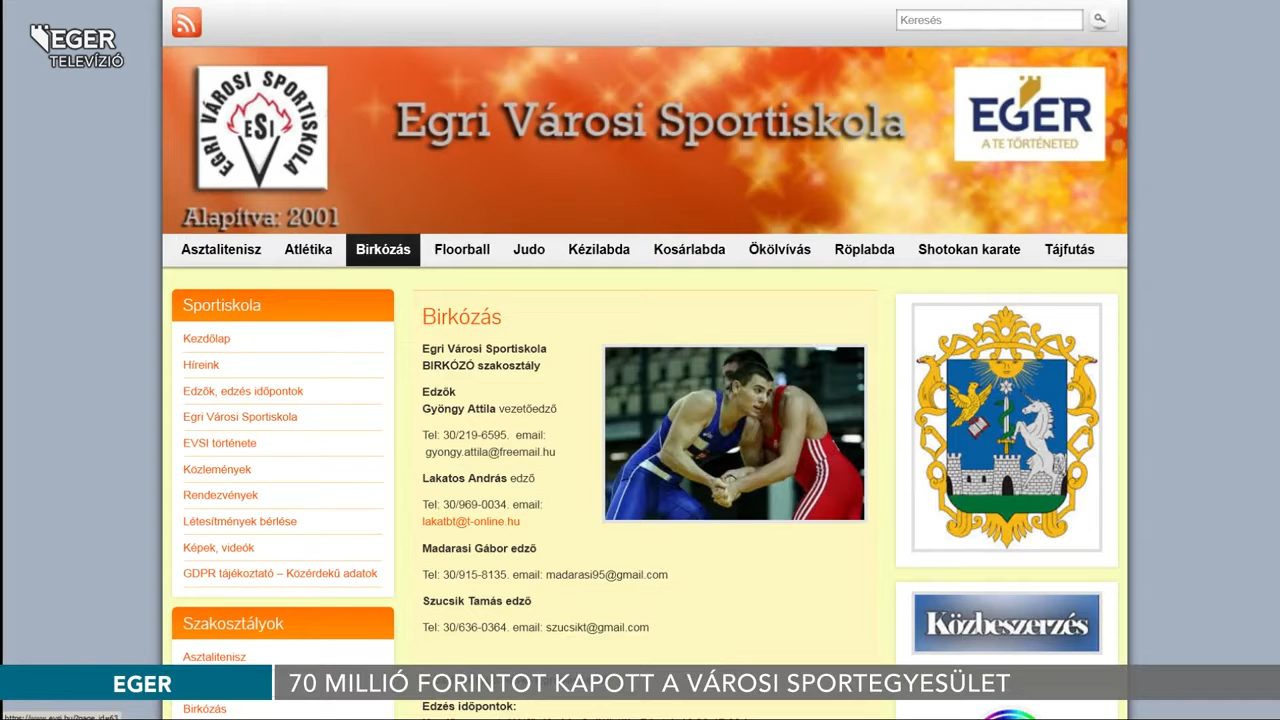 EGER
TELEVÍZIÓ
Keresés
EGRI VÁROSI SPORTISKOLA
ESI
Alapítva: 2001
Egri Városi Sportiskola
EGER
A TE TÖRTÉNETED
Asztalitenisz Atlétika Birkózás Floorball Judo Kézilabda Kosárlabda Ökölvívás Röplabda Shotokan karate Tájfutás
Sportiskola
Kezdőlap
Híreink
Edzők, edzés időpontok
Egri Városi Sportiskola
EVSI története
Közlemények
Rendezvények
Létesítmények bérlése
Képek, videók
GDPR tájékoztató – Közérdekű adatok
Szakosztályok
Asztalitenisz
Birkózás
Birkózás
Egri Városi Sportiskola
BIRKÓZÓ szakosztály
Edzők
Gyöngy Attila vezetőedző
Tel: 30/219-6595. email:
gyongy.attila@freemail.hu
Lakatos András edző
Tel: 30/969-0034. email:
lakatbt@t-online.hu
Madarasi Gábor edző
Tel: 30/915-8135. email: madarasi95@gmail.com
Szucsik Tamás edző
Tel: 30/636-0364. email: szucsikt@gmail.com
Edzés időpontok:
Közbeszerzés
EGER
70 MILLIÓ FORINTOT KAPOTT A VÁROSI SPORTEGYESÜLET